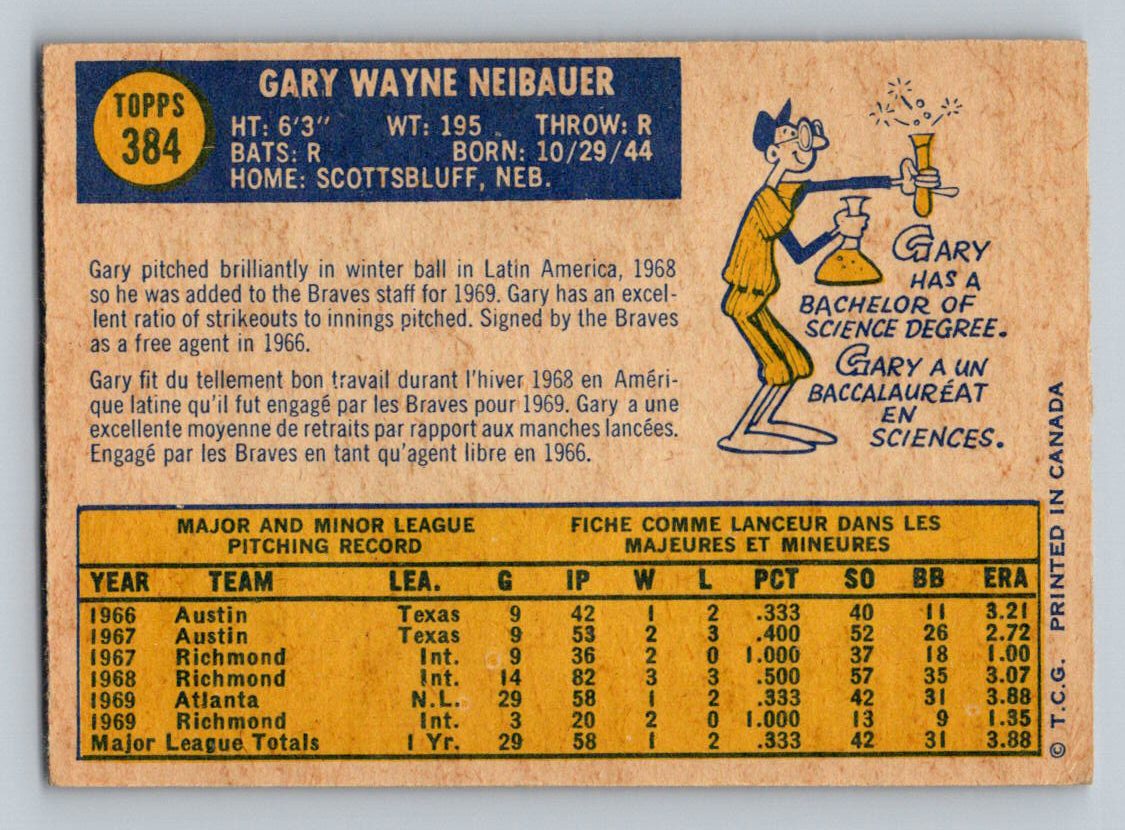 TOPPS
384
GARY WAYNE NEIBAUER
HT: 6'3" WT: 195 THROW: R
BATS: R BORN: 10/29/44
HOME: SCOTTSBLUFF, NEB.
Gary pitched brilliantly in winter ball in Latin America, 1968
so he was added to the Braves staff for 1969. Gary has an excel-
lent ratio of strikeouts to innings pitched. Signed by the Braves
as a free agent in 1966.
Gary fit du tellement bon travail durant l'hiver 1968 en Améri-
que latine qu'il fut engagé par les Braves pour 1969. Gary a une
excellente moyenne de retraits par rapport aux manches lancées.
Engagé par les Braves en tant qu'agent libre en 1966.
GARY
HAS A
BACHELOR OF
SCIENCE DEGREE.
GARY A UN
BACCALAURÉAT
EN
SCIENCES.
MAJOR AND MINOR LEAGUE
PITCHING RECORD
FICHE COMME LANCEUR DANS LES
MAJEURES ET MINEURES
YEAR TEAM LEA. G IP W L PCT SO BB ERA
1966 Austin Texas 9 42 1 2 .333 40 11 3.21
1967 Austin Texas 9 53 2 3 .400 52 26 2.72
1967 Richmond Int. 9 36 2 0 1.000 37 18 1.00
1968 Richmond Int. 14 82 3 3 .500 57 35 3.07
1969 Atlanta N.L. 29 58 1 2 .333 42 31 3.88
1969 Richmond Int. 3 20 2 0 1.000 13 9 1.35
Major League Totals 1 Yr. 29 58 1 2 .333 42 31 3.88
© T.C.G. PRINTED IN CANADA